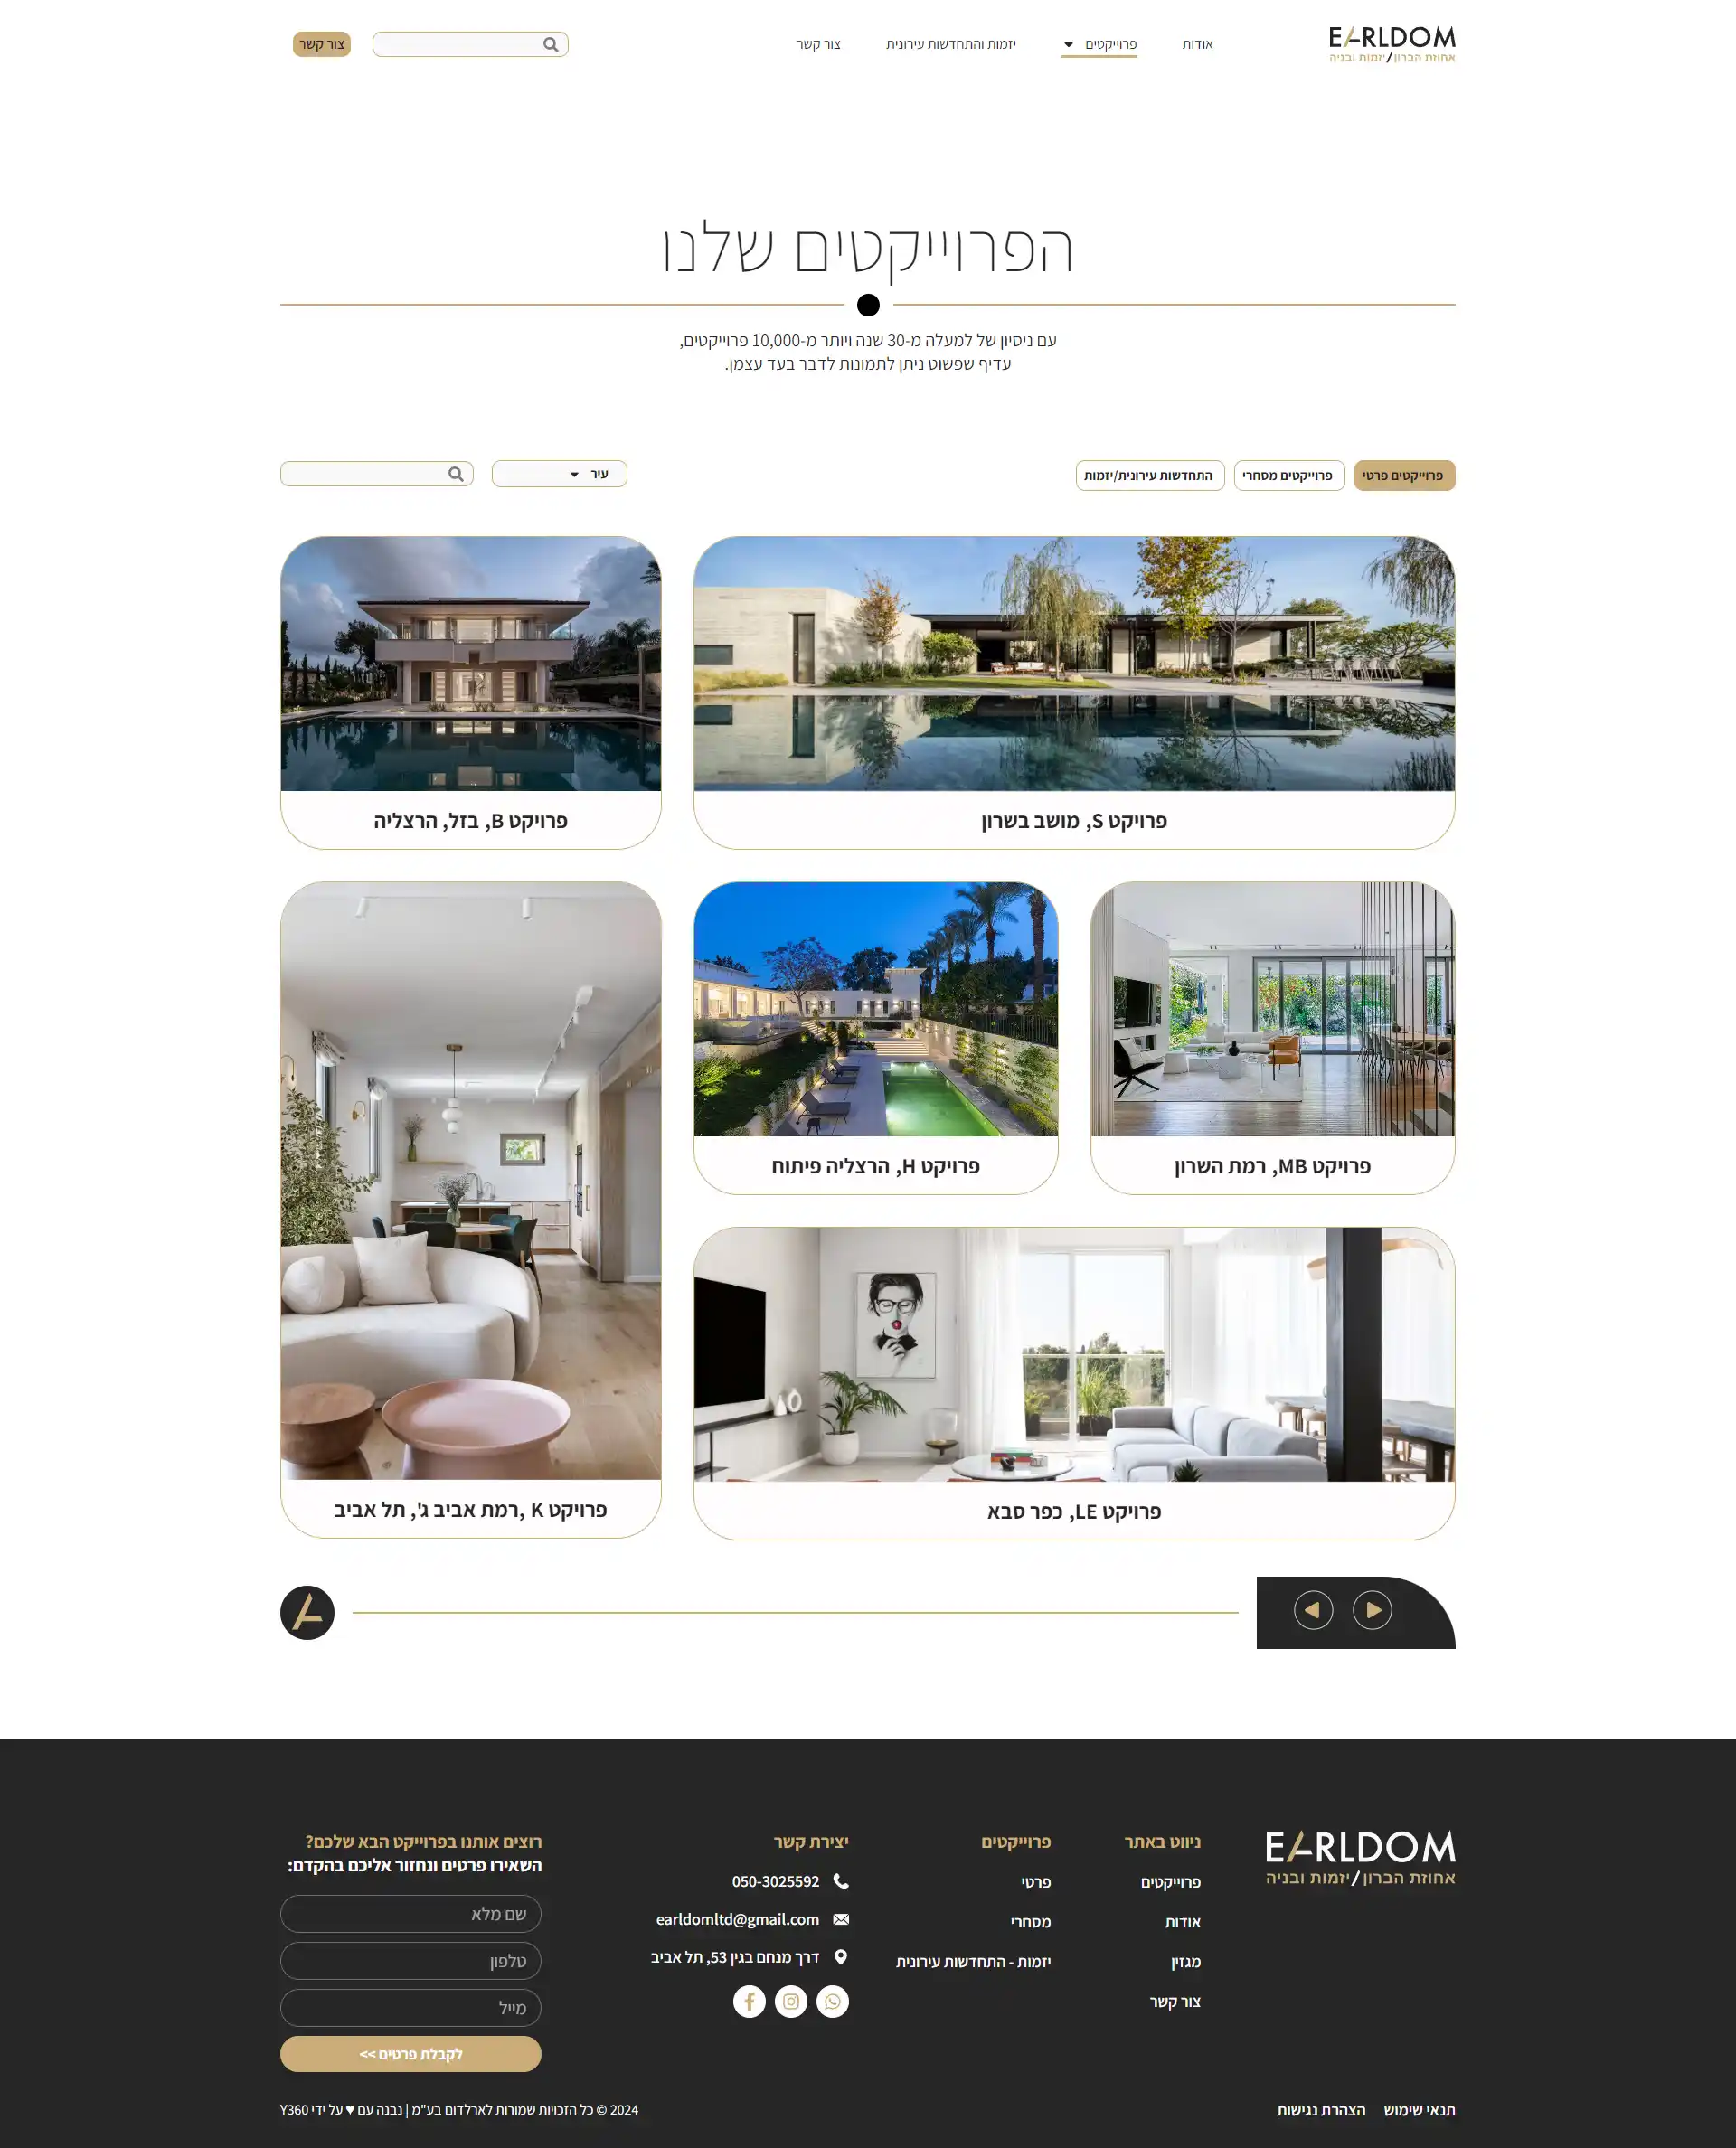 EARLDOM
אחוזת הברון/יזמות ובניה
אודות
פרוייקטים
יזמות והתחדשות עירונית
צור קשר
צור קשר
הפרוייקטים שלנו
עם ניסיון של למעלה מ-30 שנה ויותר מ-10,000 פרוייקטים,
עדיף שפשוט ניתן לתמונות לדבר בעד עצמן.
פרוייקטים פרטי
פרוייקטים מסחרי
התחדשות עירונית/יזמות
עיר
פרויקט S, מושב בשרון
פרויקט B, בזל, הרצליה
פרויקט MB, רמת השרון
פרויקט H, הרצליה פיתוח
פרויקט LE, כפר סבא
פרויקט K ,רמת אביב ג', תל אביב
EARLDOM
אחוזת הברון/יזמות ובניה
ניווט באתר
פרוייקטים
אודות
מגזין
צור קשר
פרוייקטים
פרטי
מסחרי
יזמות - התחדשות עירונית
יצירת קשר
050-3025592
earldomltd@gmail.com
דרך מנחם בגין 53, תל אביב
רוצים אותנו בפרוייקט הבא שלכם?
השאירו פרטים ונחזור אליכם בהקדם:
שם מלא
טלפון
מייל
לקבלת פרטים >>
תנאי שימוש
הצהרת נגישות
2024 © כל הזכויות שמורות לארלדום בע"מ | נבנה עם ♥ על ידי Y360